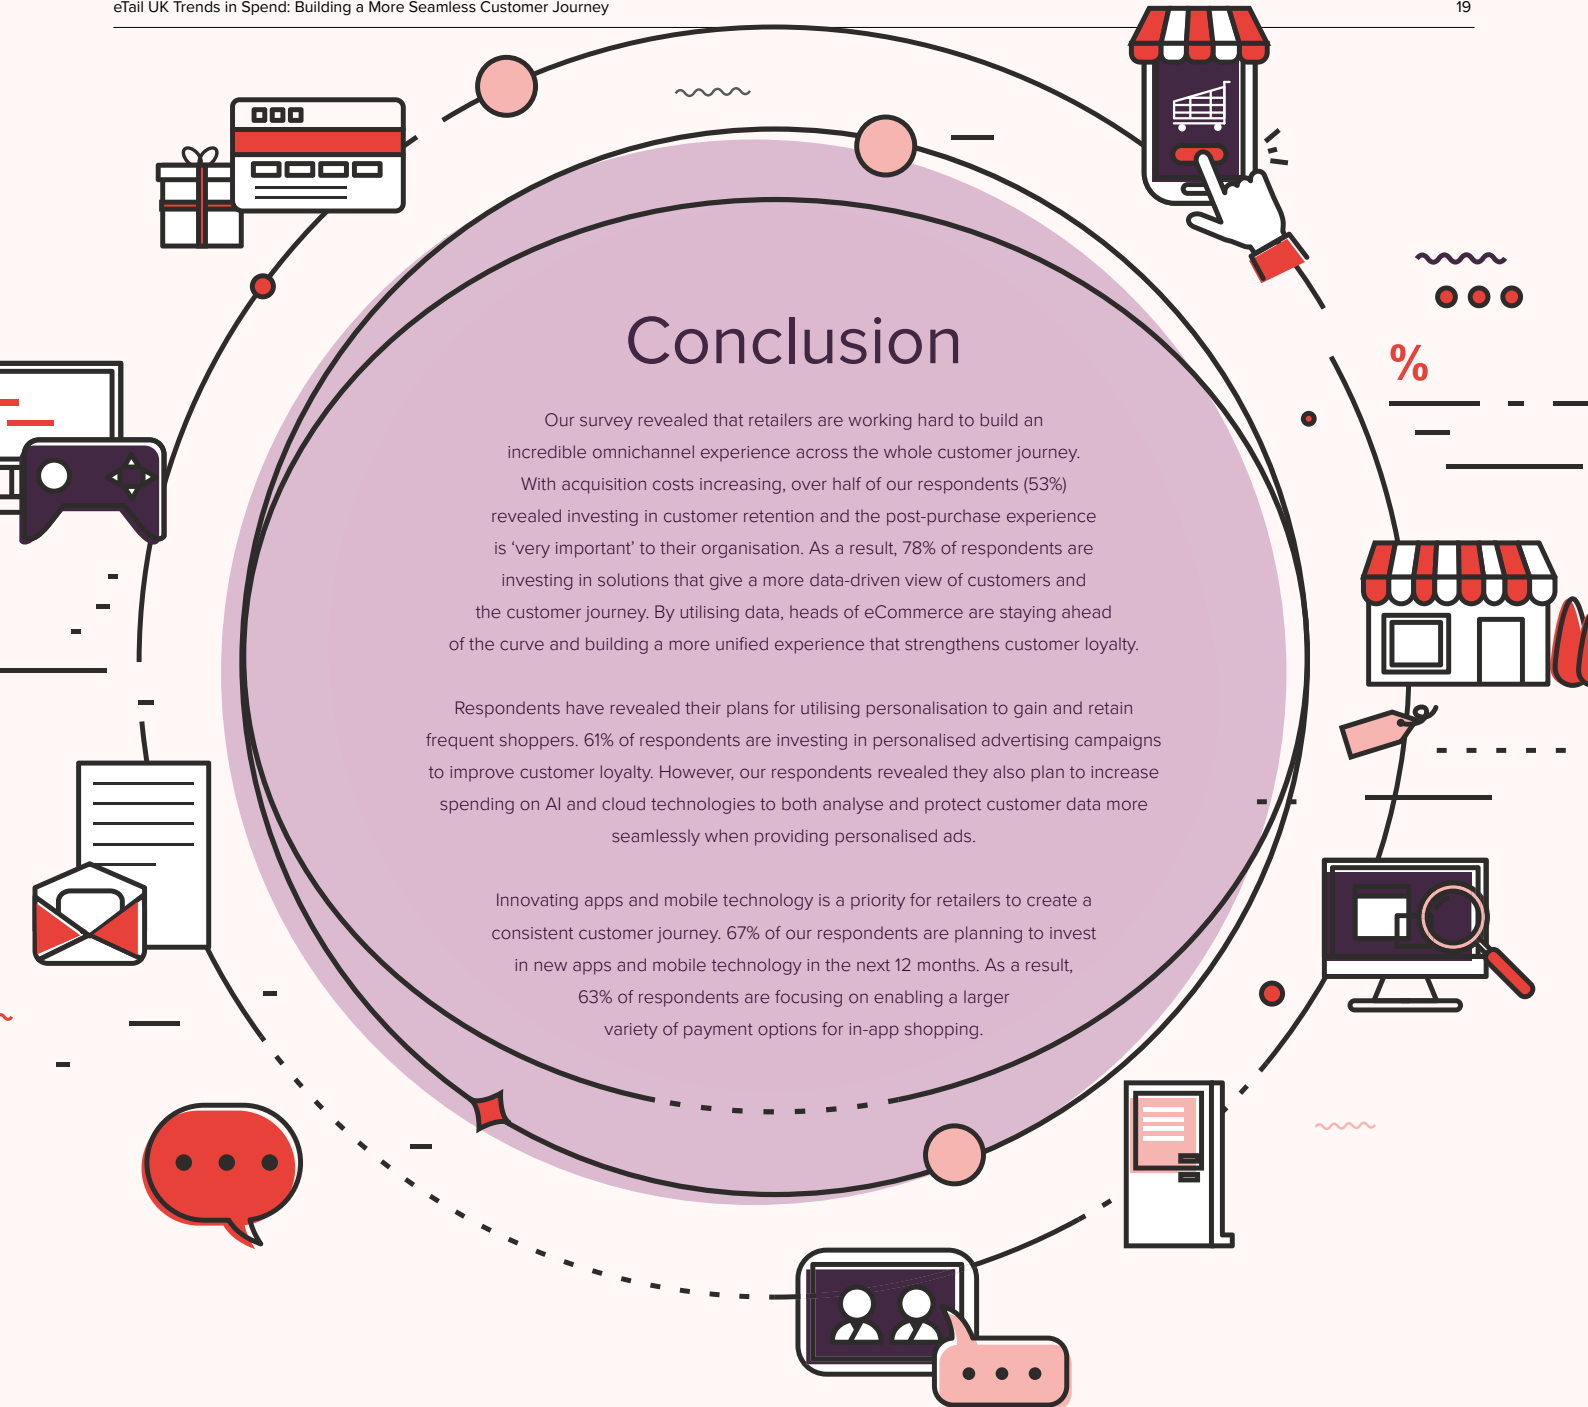 eTail UK Trends in Spend: Building a More Seamless Customer Journey
19
%
Conclusion
Our survey revealed that retailers are working hard to build an
incredible omnichannel experience across the whole customer journey.
With acquisition costs increasing, over half of our respondents (53%)
revealed investing in customer retention and the post-purchase experience
is ‘very important’ to their organisation. As a result, 78% of respondents are
investing in solutions that give a more data-driven view of customers and
the customer journey. By utilising data, heads of eCommerce are staying ahead
of the curve and building a more unified experience that strengthens customer loyalty.
Respondents have revealed their plans for utilising personalisation to gain and retain
frequent shoppers. 61% of respondents are investing in personalised advertising campaigns
to improve customer loyalty. However, our respondents revealed they also plan to increase
spending on AI and cloud technologies to both analyse and protect customer data more
seamlessly when providing personalised ads.
Innovating apps and mobile technology is a priority for retailers to create a
consistent customer journey. 67% of our respondents are planning to invest
in new apps and mobile technology in the next 12 months. As a result,
63% of respondents are focusing on enabling a larger
variety of payment options for in-app shopping.